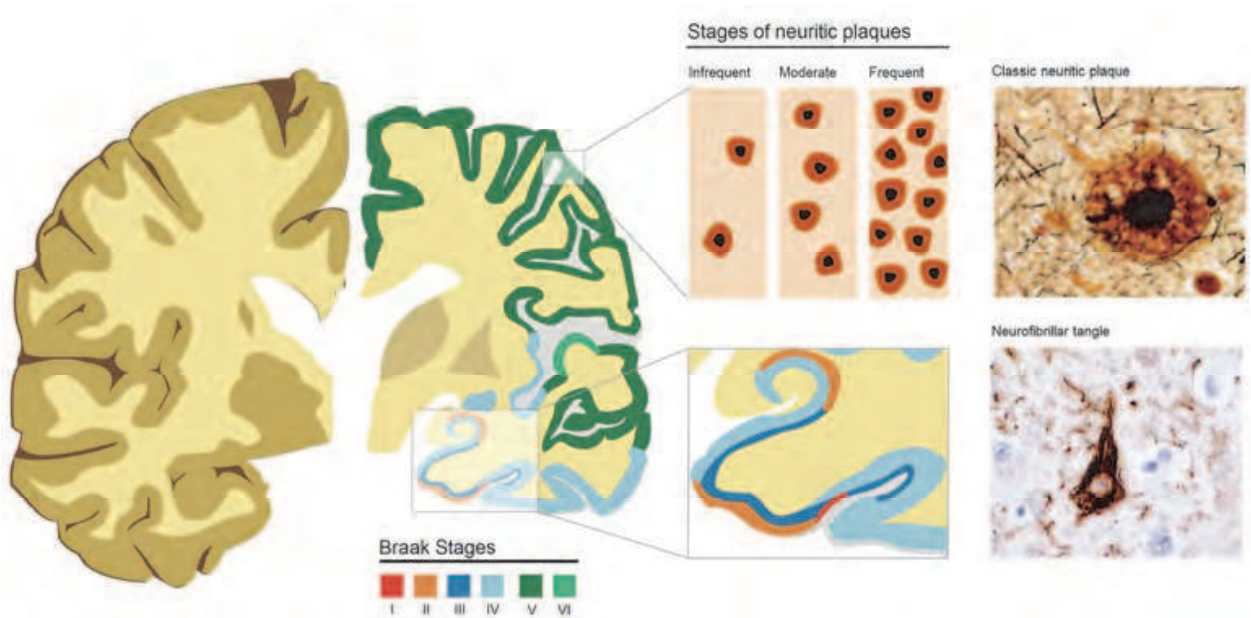 Stages of neuritic plaques
Infrequent
Moderate
Frequent
Classic neuritic plaque
Neurofibrillar tangle
Braak Stages
I
II
III
IV
V
VI